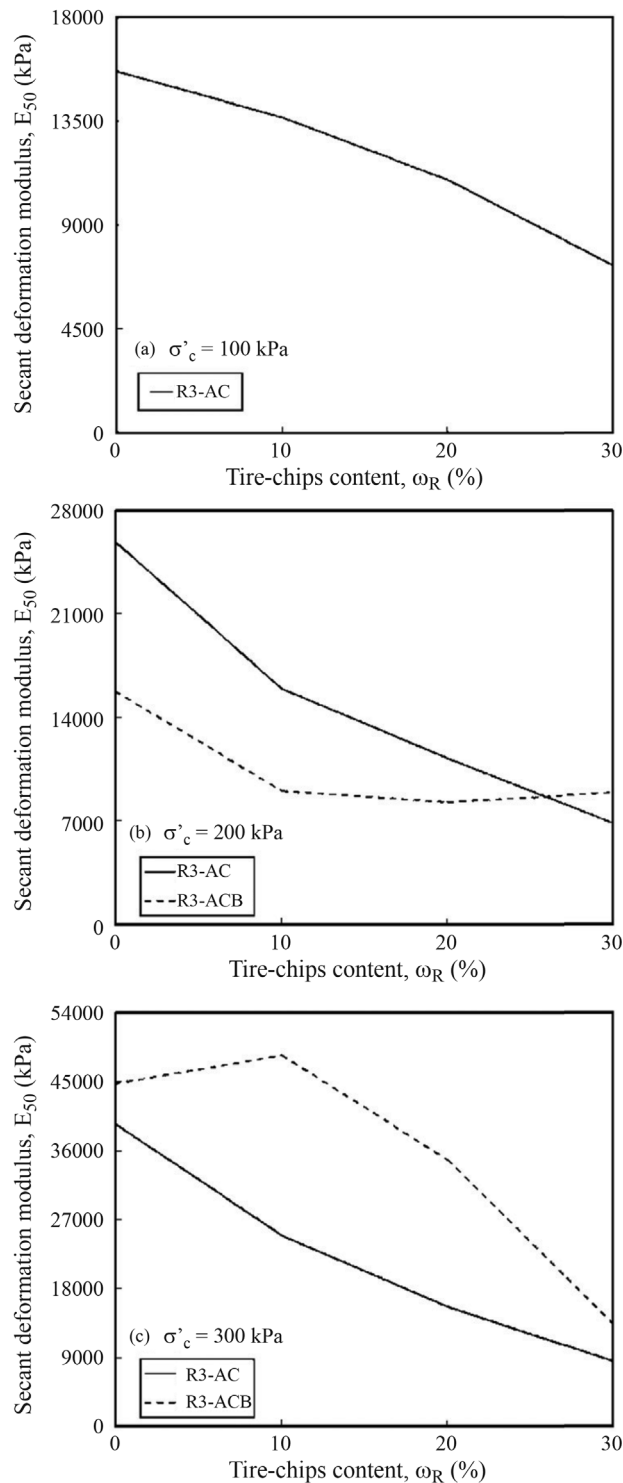 Secant deformation modulus, E₅₀ (kPa)
18000
13500
9000
4500
0
(a) σ'c = 100 kPa
R3-AC
0 10 20 30
Tire-chips content, ωR (%)
Secant deformation modulus, E₅₀ (kPa)
28000
21000
14000
7000
0
(b) σ'c = 200 kPa
R3-AC
R3-ACB
0 10 20 30
Tire-chips content, ωR (%)
Secant deformation modulus, E₅₀ (kPa)
54000
45000
36000
27000
18000
9000
0
(c) σ'c = 300 kPa
R3-AC
R3-ACB
0 10 20 30
Tire-chips content, ωR (%)